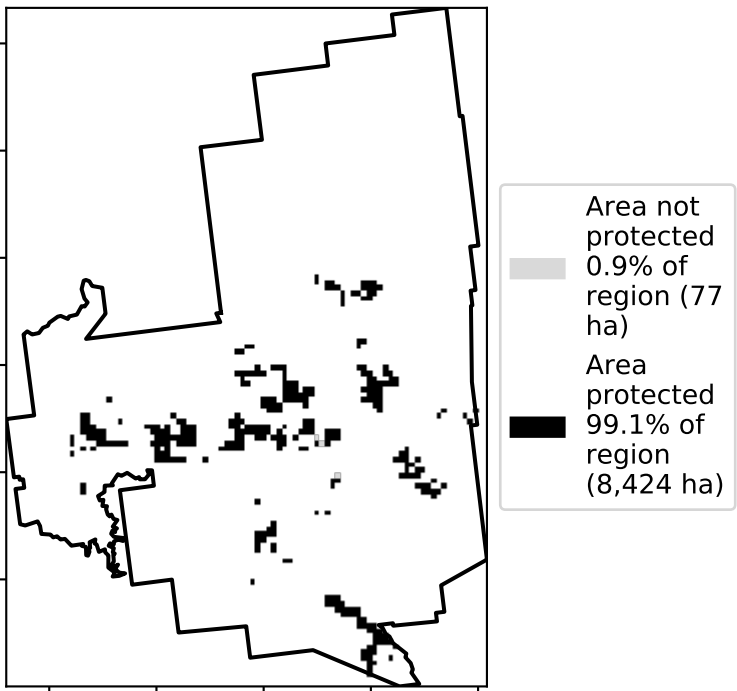 Area not
protected
0.9% of
region (77
ha)
Area
protected
99.1% of
region
(8,424 ha)